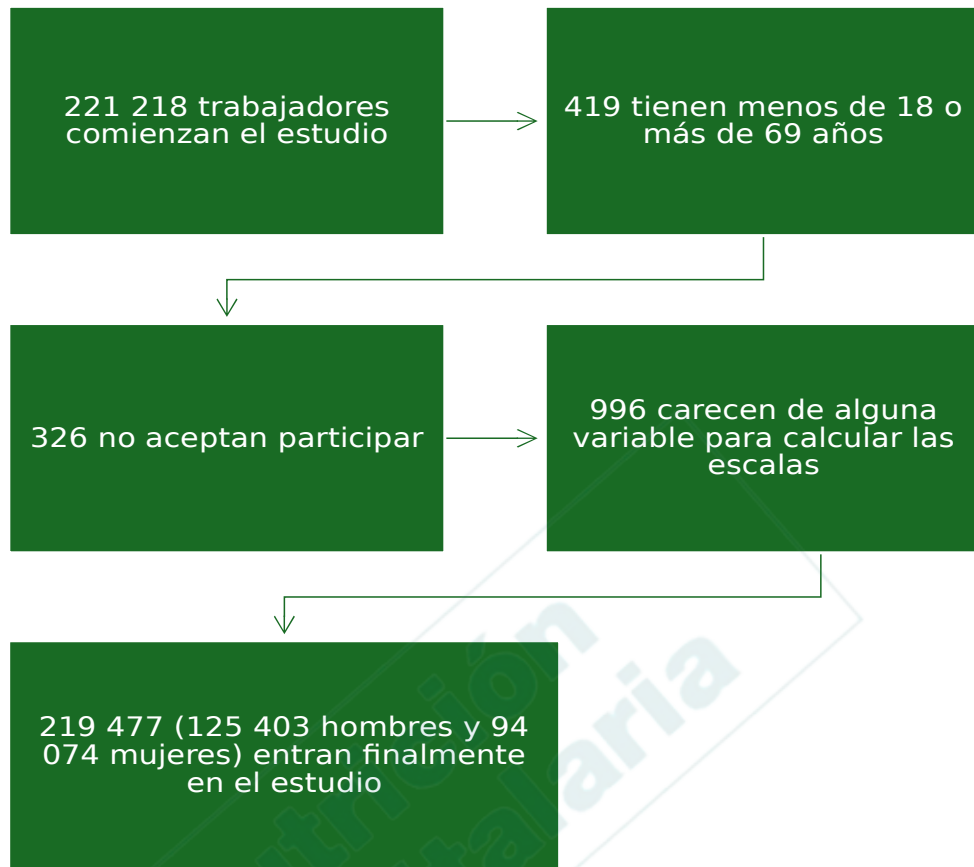 221 218 trabajadores
comienzan el estudio
419 tienen menos de 18 o
más de 69 años
326 no aceptan participar
996 carecen de alguna
variable para calcular las
escalas
219 477 (125 403 hombres y 94
074 mujeres) entran finalmente
en el estudio